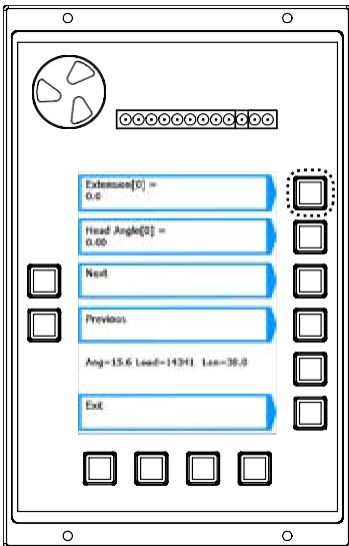 Extension[0] =
0.0
Head Angle[0] =
0.00
Next
Previous
Ang=15.6 Load=14341 Len=38.0
Exit